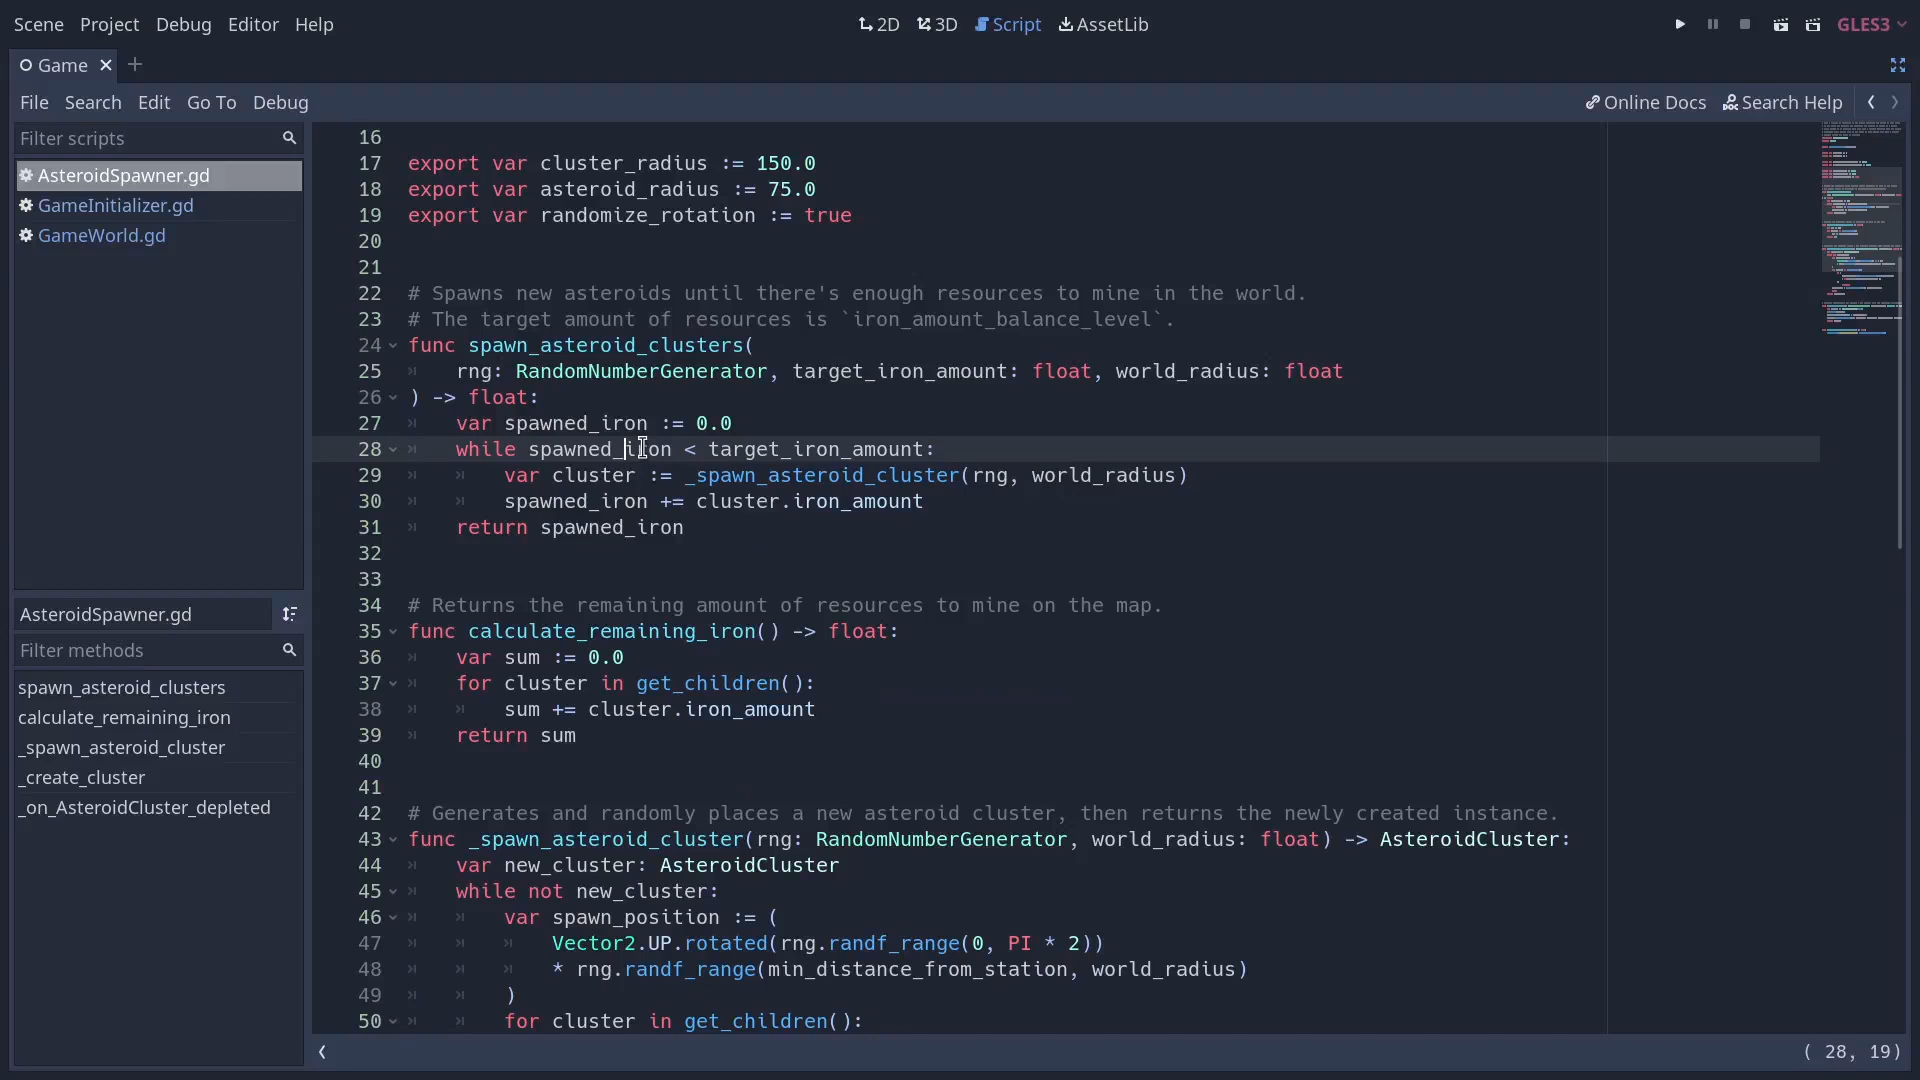 Scene Project Debug Editor Help
2D 3D Script AssetLib
GLES3
Game
File Search Edit Go To Debug
Online Docs Search Help
Filter scripts
AsteroidSpawner.gd
GameInitializer.gd
GameWorld.gd
AsteroidSpawner.gd
Filter methods
spawn_asteroid_clusters
calculate_remaining_iron
_spawn_asteroid_cluster
_create_cluster
_on_AsteroidCluster_depleted
16
17 export var cluster_radius := 150.0
18 export var asteroid_radius := 75.0
19 export var randomize_rotation := true
20
21
22 # Spawns new asteroids until there's enough resources to mine in the world.
23 # The target amount of resources is `iron_amount_balance_level`.
24 func spawn_asteroid_clusters(
25 rng: RandomNumberGenerator, target_iron_amount: float, world_radius: float
26 ) -> float:
27 var spawned_iron := 0.0
28 while spawned_iron < target_iron_amount:
29 var cluster := _spawn_asteroid_cluster(rng, world_radius)
30 spawned_iron += cluster.iron_amount
31 return spawned_iron
32
33
34 # Returns the remaining amount of resources to mine on the map.
35 func calculate_remaining_iron() -> float:
36 var sum := 0.0
37 for cluster in get_children():
38 sum += cluster.iron_amount
39 return sum
40
41
42 # Generates and randomly places a new asteroid cluster, then returns the newly created instance.
43 func _spawn_asteroid_cluster(rng: RandomNumberGenerator, world_radius: float) -> AsteroidCluster:
44 var new_cluster: AsteroidCluster
45 while not new_cluster:
46 var spawn_position := (
47 Vector2.UP.rotated(rng.randf_range(0, PI * 2))
48 * rng.randf_range(min_distance_from_station, world_radius)
49 )
50 for cluster in get_children():
( 28, 19)